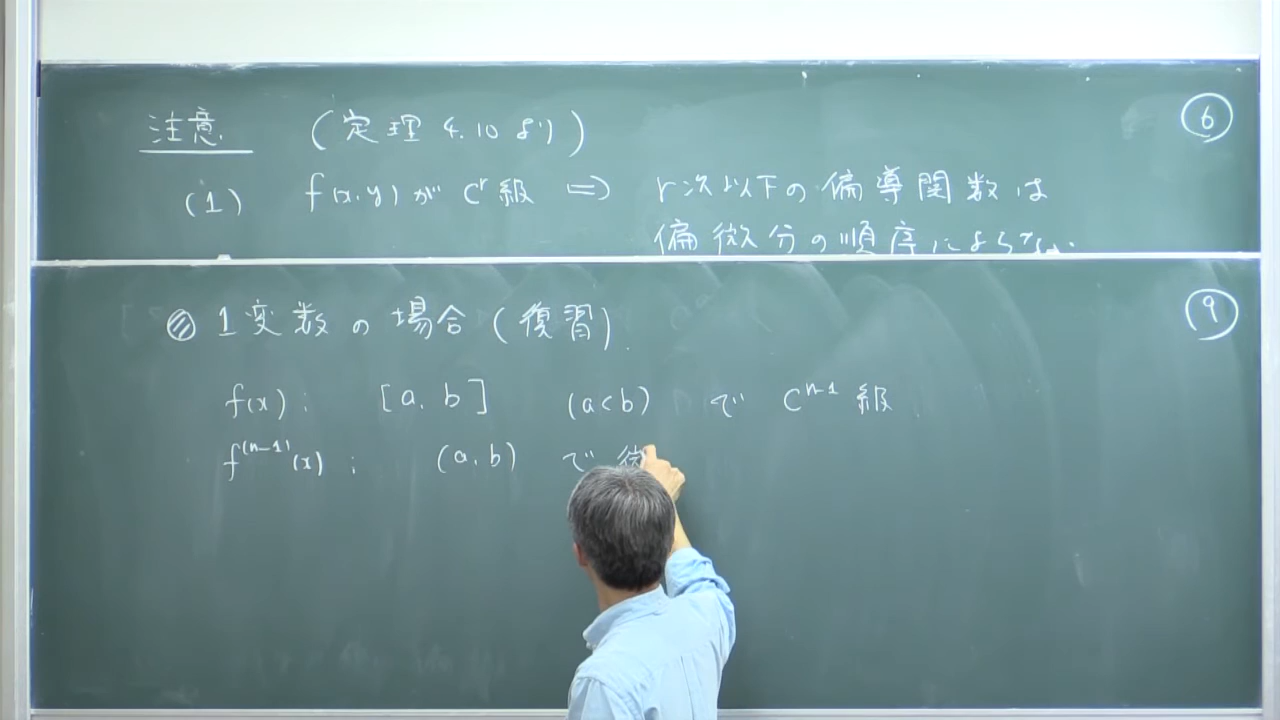 注意. (定理 4.10 より) ⑥
(1) f(x,y) が C^r 級 ⇒ r次以下の偏導関数は
偏微分の順序によらない
◎ 1変数の場合 (復習). ⑨
f(x) : [a, b] (a<b) で C^{n-1} 級
f^{(n-1)}(x) : (a, b) で 微